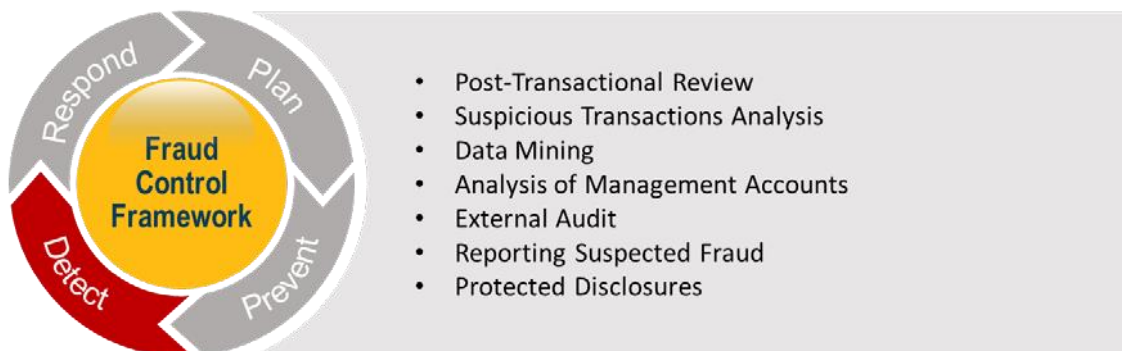 Respond
Plan
Fraud
Control
Framework
Detect
Prevent
• Post-Transactional Review
• Suspicious Transactions Analysis
• Data Mining
• Analysis of Management Accounts
• External Audit
• Reporting Suspected Fraud
• Protected Disclosures